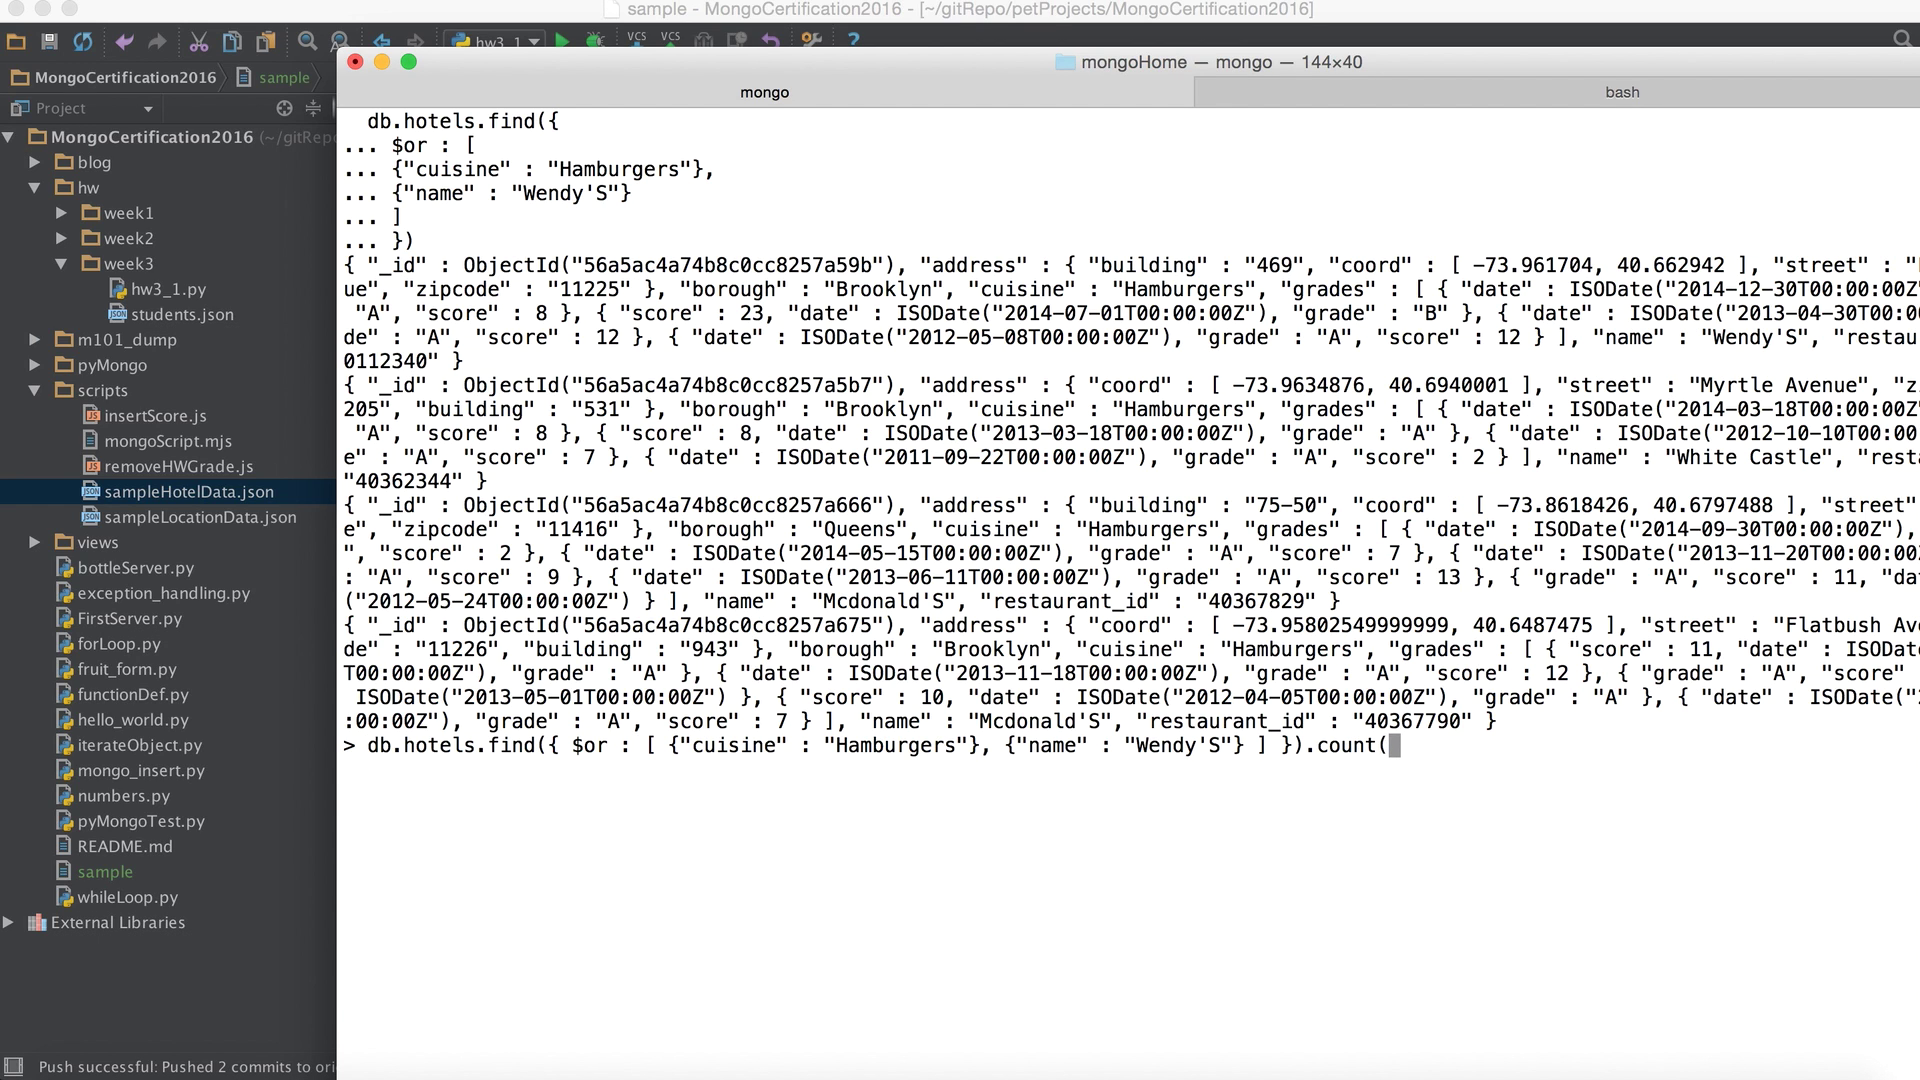 sample - MongoCertification2016 - [~/gitRepo/petProjects/MongoCertification2016]
hw3_1
VCS VCS
?
MongoCertification2016 sample
Project
mongoHome — mongo — 144×40
mongo
bash
MongoCertification2016 (~/gitRepo
blog
hw
week1
week2
week3
hw3_1.py
students.json
m101_dump
pyMongo
scripts
insertScore.js
mongoScript.mjs
removeHWGrade.js
sampleHotelData.json
sampleLocationData.json
views
bottleServer.py
exception_handling.py
FirstServer.py
forLoop.py
fruit_form.py
functionDef.py
hello_world.py
iterateObject.py
mongo_insert.py
numbers.py
pyMongoTest.py
README.md
sample
whileLoop.py
External Libraries
Push successful: Pushed 2 commits to ori
db.hotels.find({
... $or : [
... {"cuisine" : "Hamburgers"},
... {"name" : "Wendy'S"}
... ]
... })
{ "_id" : ObjectId("56a5ac4a74b8c0cc8257a59b"), "address" : { "building" : "469", "coord" : [ -73.961704, 40.662942 ], "street" : "
ue", "zipcode" : "11225" }, "borough" : "Brooklyn", "cuisine" : "Hamburgers", "grades" : [ { "date" : ISODate("2014-12-30T00:00:00Z
"A", "score" : 8 }, { "score" : 23, "date" : ISODate("2014-07-01T00:00:00Z"), "grade" : "B" }, { "date" : ISODate("2013-04-30T00:00
de" : "A", "score" : 12 }, { "date" : ISODate("2012-05-08T00:00:00Z"), "grade" : "A", "score" : 12 } ], "name" : "Wendy'S", "restau
0112340" }
{ "_id" : ObjectId("56a5ac4a74b8c0cc8257a5b7"), "address" : { "coord" : [ -73.9634876, 40.6940001 ], "street" : "Myrtle Avenue", "z
205", "building" : "531" }, "borough" : "Brooklyn", "cuisine" : "Hamburgers", "grades" : [ { "date" : ISODate("2014-03-18T00:00:00Z
"A", "score" : 8 }, { "score" : 8, "date" : ISODate("2013-03-18T00:00:00Z"), "grade" : "A" }, { "date" : ISODate("2012-10-10T00:00
e" : "A", "score" : 7 }, { "date" : ISODate("2011-09-22T00:00:00Z"), "grade" : "A", "score" : 2 } ], "name" : "White Castle", "rest
"40362344" }
{ "_id" : ObjectId("56a5ac4a74b8c0cc8257a666"), "address" : { "building" : "75-50", "coord" : [ -73.8618426, 40.6797488 ], "street"
e", "zipcode" : "11416" }, "borough" : "Queens", "cuisine" : "Hamburgers", "grades" : [ { "date" : ISODate("2014-09-30T00:00:00Z"),
", "score" : 2 }, { "date" : ISODate("2014-05-15T00:00:00Z"), "grade" : "A", "score" : 7 }, { "date" : ISODate("2013-11-20T00:00:00
: "A", "score" : 9 }, { "date" : ISODate("2013-06-11T00:00:00Z"), "grade" : "A", "score" : 13 }, { "grade" : "A", "score" : 11, "da
("2012-05-24T00:00:00Z") } ], "name" : "Mcdonald'S", "restaurant_id" : "40367829" }
{ "_id" : ObjectId("56a5ac4a74b8c0cc8257a675"), "address" : { "coord" : [ -73.95802549999999, 40.6487475 ], "street" : "Flatbush Av
de" : "11226", "building" : "943" }, "borough" : "Brooklyn", "cuisine" : "Hamburgers", "grades" : [ { "score" : 11, "date" : ISODat
T00:00:00Z"), "grade" : "A" }, { "date" : ISODate("2013-11-18T00:00:00Z"), "grade" : "A", "score" : 12 }, { "grade" : "A", "score"
ISODate("2013-05-01T00:00:00Z") }, { "score" : 10, "date" : ISODate("2012-04-05T00:00:00Z"), "grade" : "A" }, { "date" : ISODate("
:00:00Z"), "grade" : "A", "score" : 7 } ], "name" : "Mcdonald'S", "restaurant_id" : "40367790" }
> db.hotels.find({ $or : [ {"cuisine" : "Hamburgers"}, {"name" : "Wendy'S"} ] }).count(